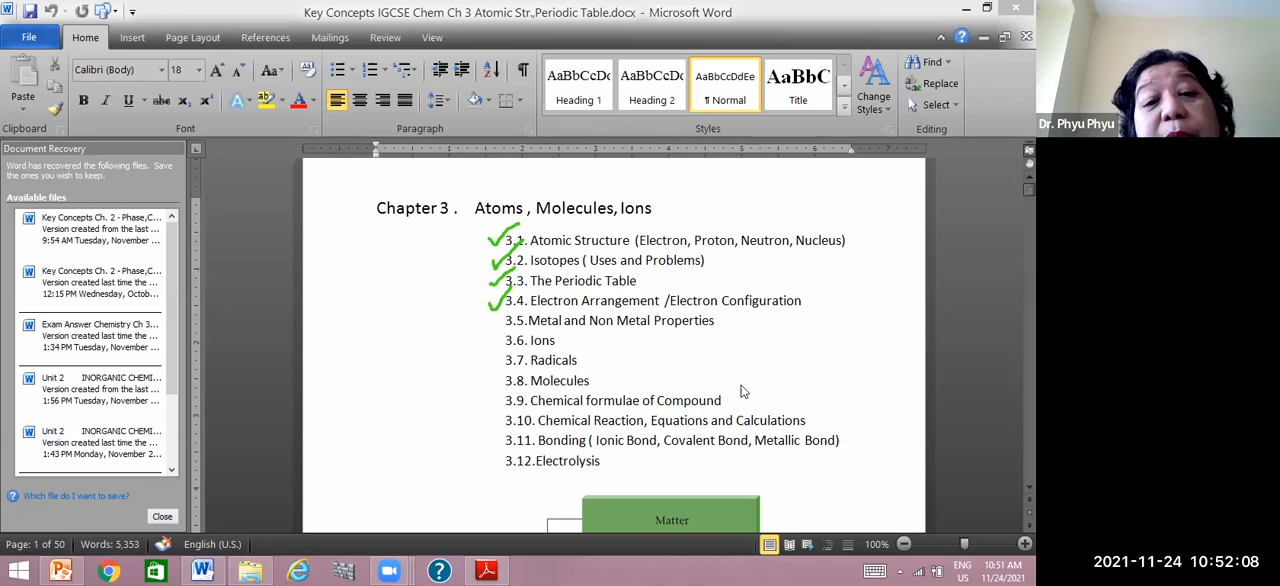 Key Concepts IGCSE Chem Ch 3 Atomic Str.,Periodic Table.docx - Microsoft Word
File Home Insert Page Layout References Mailings Review View
Paste
Clipboard
Calibri (Body) 18
Font
Paragraph
AaBbCcDc AaBbCcDc AaBbCcDdEe AaBbC
Heading 1 Heading 2 ¶ Normal Title
Change Styles
Styles
Find
Replace
Select
Editing
Dr. Phyu Phyu
Document Recovery
Word has recovered the following files. Save
the ones you wish to keep.
Available files
Key Concepts Ch. 2 - Phase,C...
Version created from the last ...
9:54 AM Tuesday, November ...
Key Concepts Ch. 2 - Phase,C...
Version created from the last ...
12:15 PM Wednesday, Octob...
Exam Answer Chemistry Ch 3...
Version created last time the ...
1:34 PM Tuesday, November ...
Unit 2 INORGANIC CHEMI...
Version created last time the ...
1:56 PM Tuesday, November ...
Unit 2 INORGANIC CHEMI...
Version created last time the ...
1:43 PM Monday, November 2...
Which file do I want to save?
Close
Chapter 3 . Atoms , Molecules, Ions
3.1. Atomic Structure (Electron, Proton, Neutron, Nucleus)
3.2. Isotopes ( Uses and Problems)
3.3. The Periodic Table
3.4. Electron Arrangement /Electron Configuration
3.5.Metal and Non Metal Properties
3.6. Ions
3.7. Radicals
3.8. Molecules
3.9. Chemical formulae of Compound
3.10. Chemical Reaction, Equations and Calculations
3.11. Bonding ( Ionic Bond, Covalent Bond, Metallic Bond)
3.12.Electrolysis
Matter
Page: 1 of 50 Words: 5,353 English (U.S.) 100%
ENG
US
10:51 AM
11/24/2021
2021-11-24 10:52:08